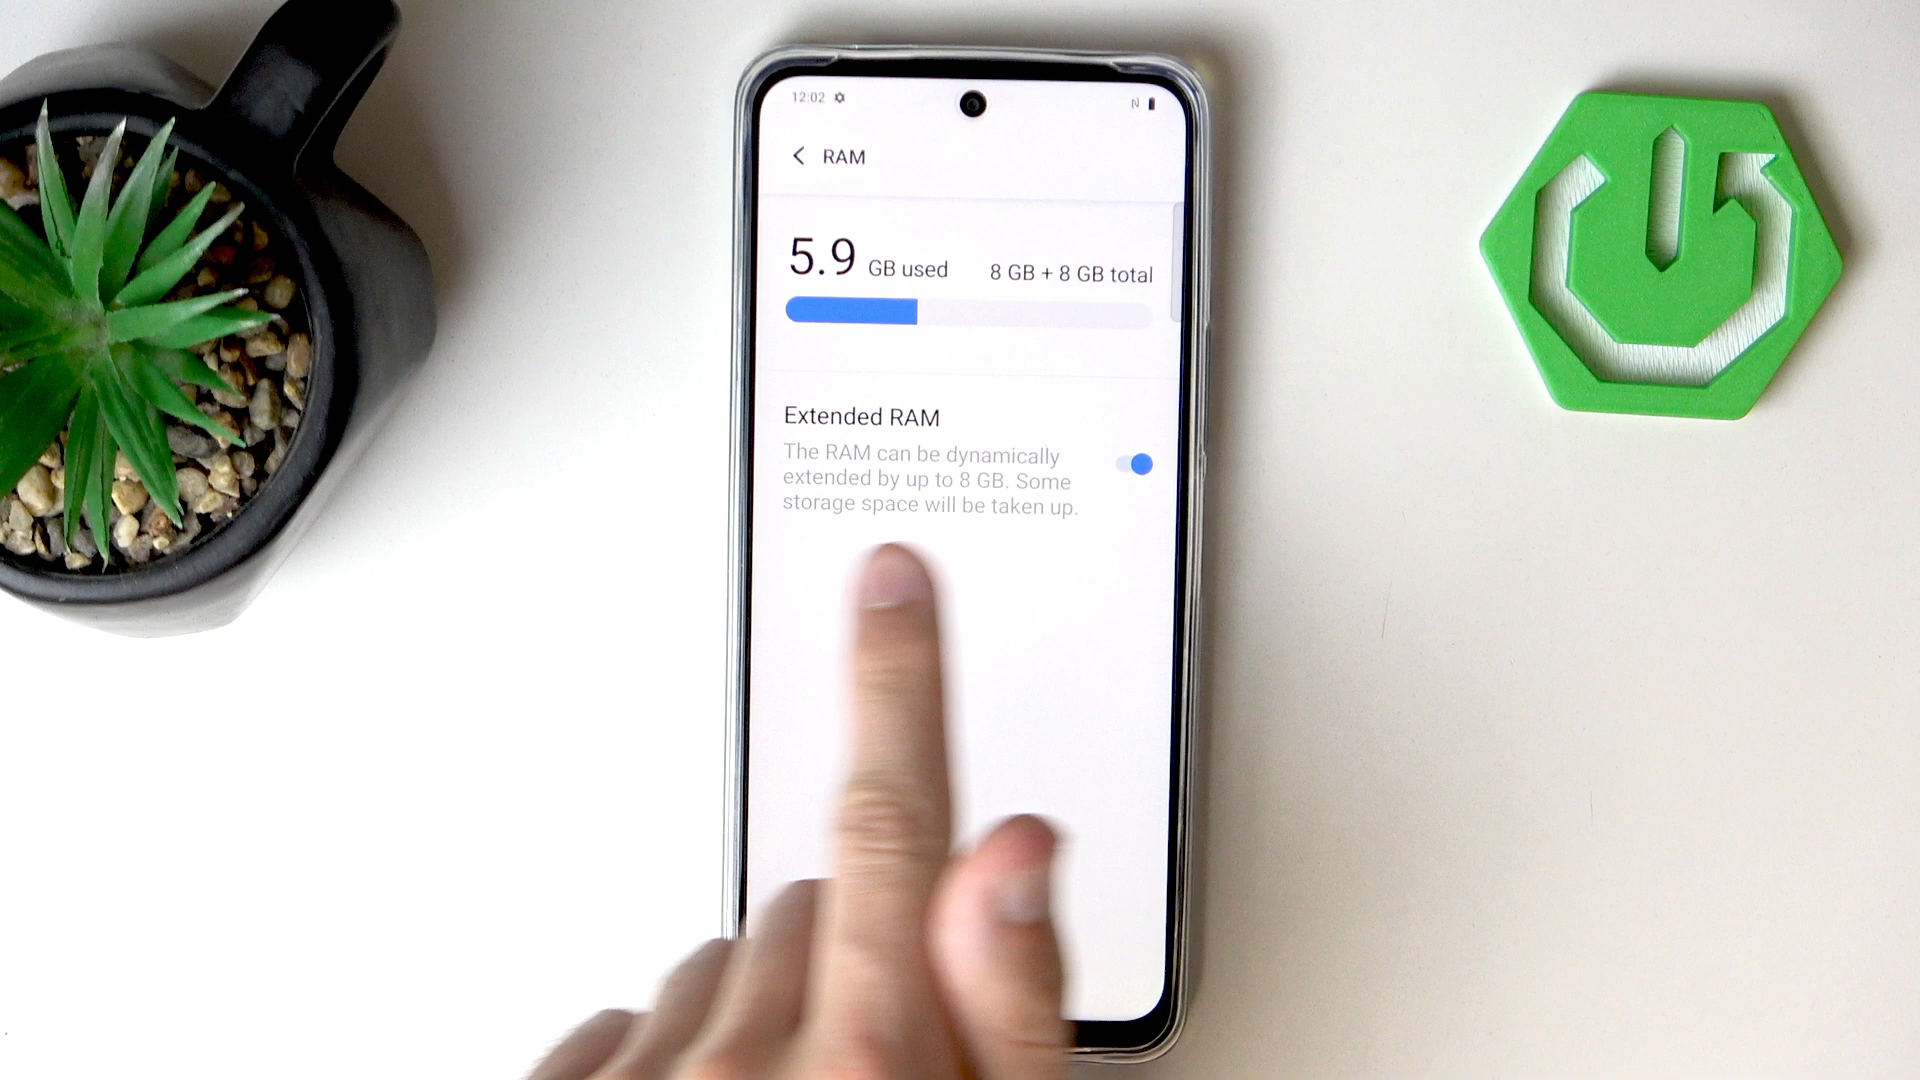 12:02
RAM
5.9 GB used 8 GB + 8 GB total
Extended RAM
The RAM can be dynamically
extended by up to 8 GB. Some
storage space will be taken up.